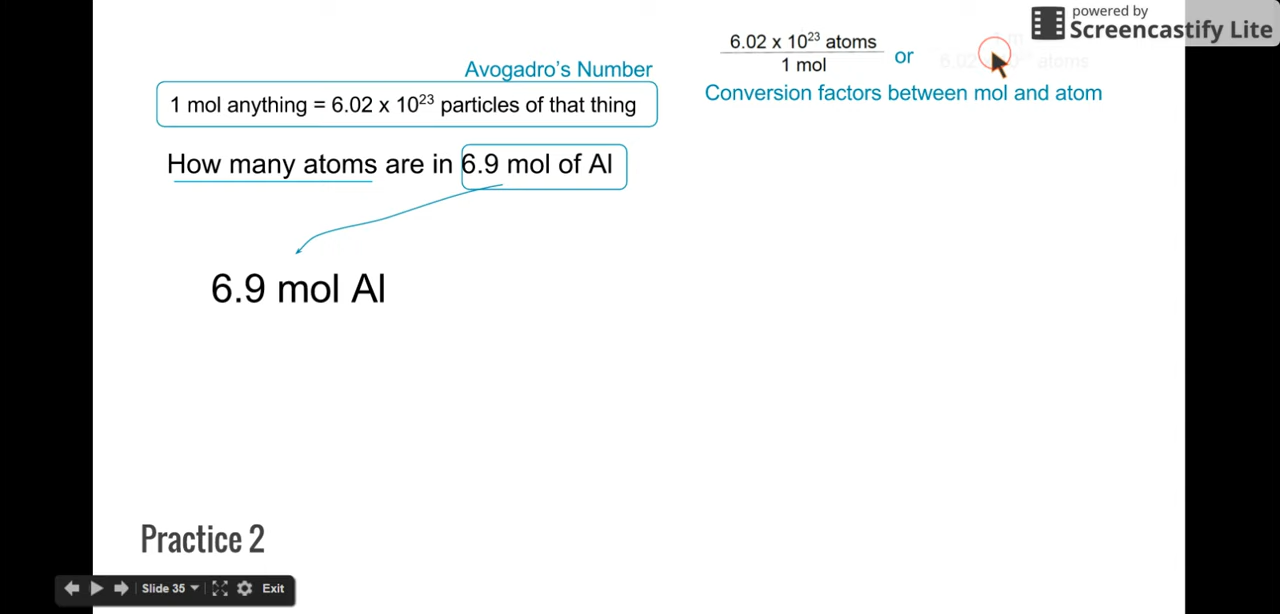 powered by
Screencastify Lite
6.02 x 10²³ atoms
1 mol
or
Conversion factors between mol and atom
Avogadro's Number
1 mol anything = 6.02 x 10²³ particles of that thing
How many atoms are in 6.9 mol of Al
6.9 mol Al
Practice 2
Slide 35
Exit